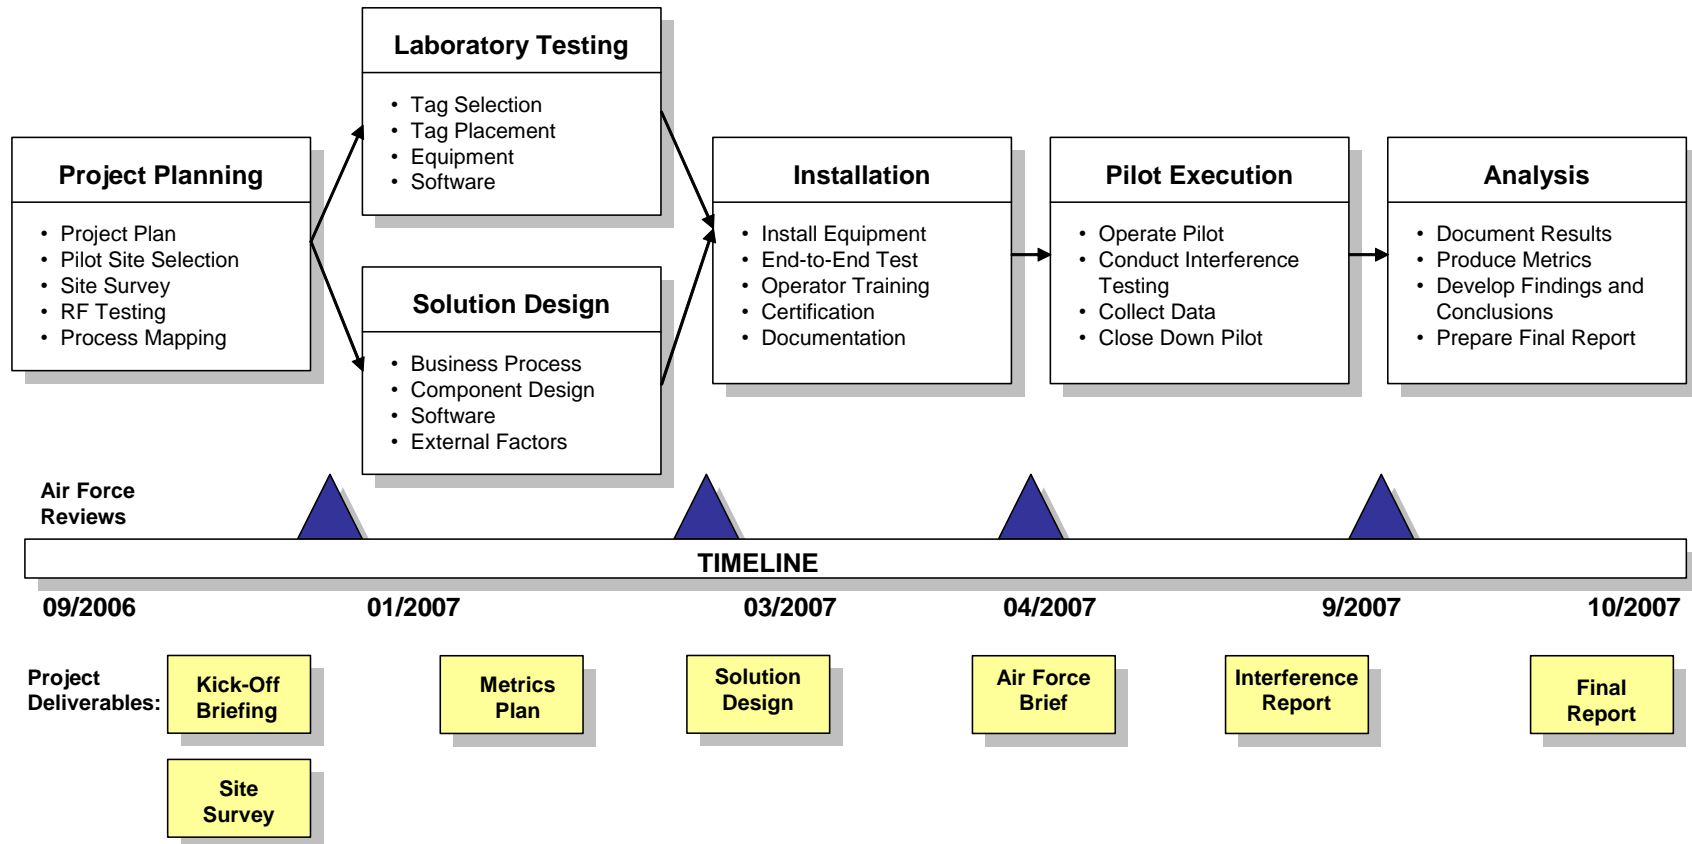 Laboratory Testing
• Tag Selection
• Tag Placement
• Equipment
• Software
Project Planning
• Project Plan
• Pilot Site Selection
• Site Survey
• RF Testing
• Process Mapping
Solution Design
• Business Process
• Component Design
• Software
• External Factors
Installation
• Install Equipment
• End-to-End Test
• Operator Training
• Certification
• Documentation
Pilot Execution
• Operate Pilot
• Conduct Interference
Testing
• Collect Data
• Close Down Pilot
Analysis
• Document Results
• Produce Metrics
• Develop Findings and
Conclusions
• Prepare Final Report
Air Force
Reviews
TIMELINE
09/2006 01/2007 03/2007 04/2007 9/2007 10/2007
Project
Deliverables:
Kick-Off
Briefing
Site
Survey
Metrics
Plan
Solution
Design
Air Force
Brief
Interference
Report
Final
Report